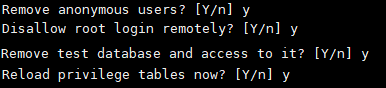 Remove anonymous users? [Y/n] y
Disallow root login remotely? [Y/n] y
Remove test database and access to it? [Y/n] y
Reload privilege tables now? [Y/n] y